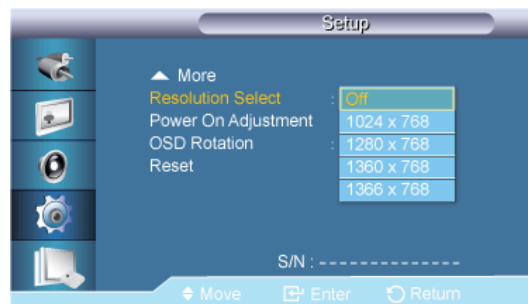 Setup
▲ More
Resolution Select : Off
Power On Adjustment 1024 x 768
OSD Rotation : 1280 x 768
Reset 1360 x 768
1366 x 768
S/N : - - - - - - - - - - - - - -
Move Enter Return